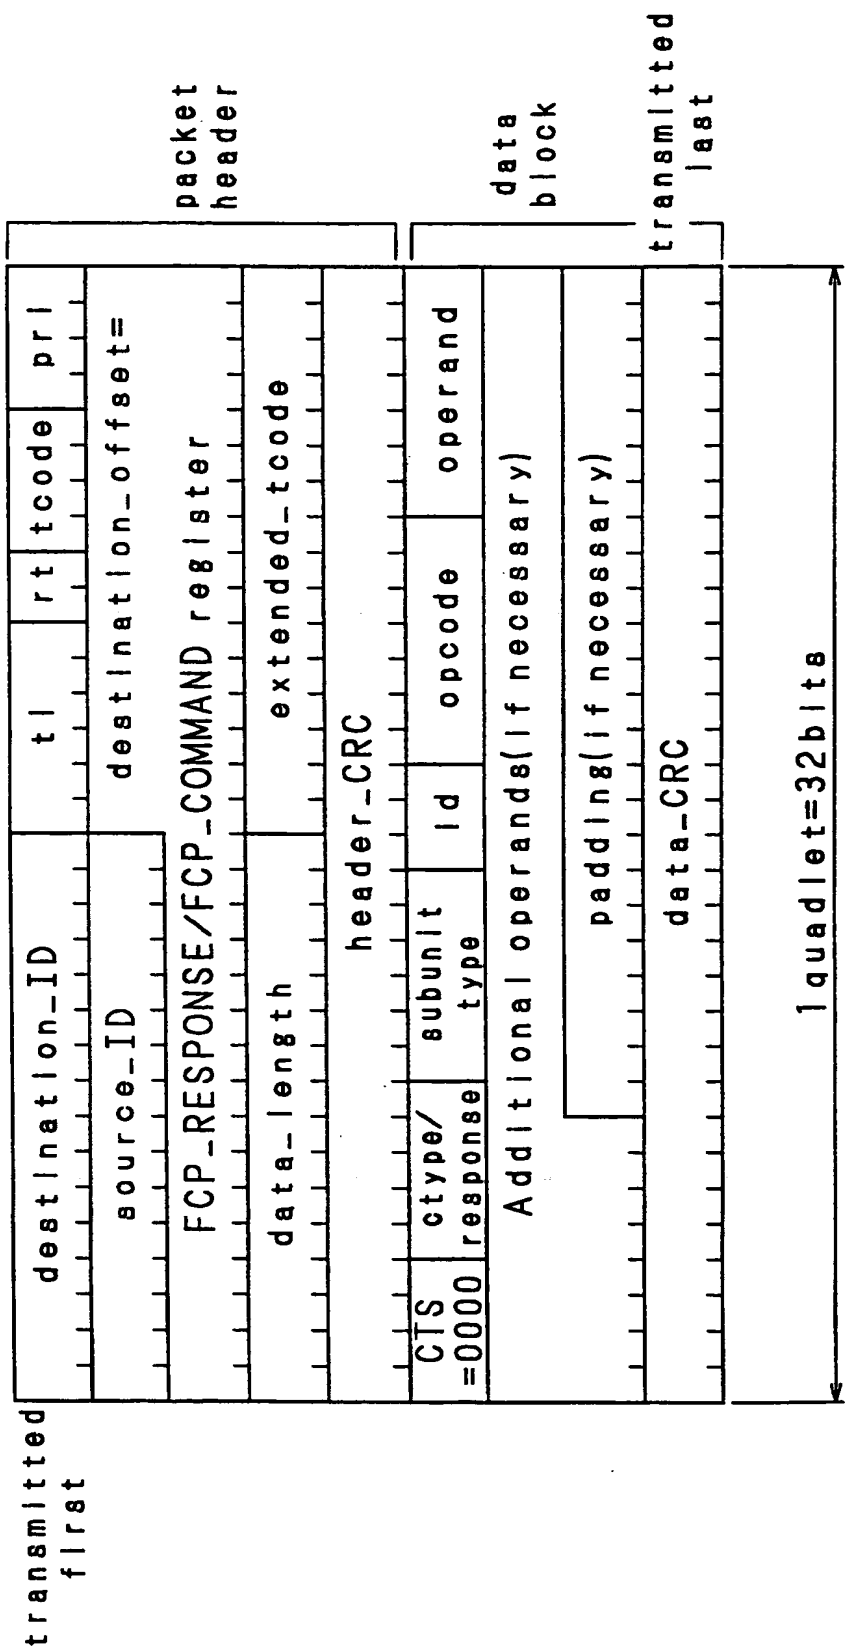 transmitted
first
destination_ID
tl
rt
tcode
pri
source_ID
destination_offset=
FCP_RESPONSE/FCP_COMMAND register
packet
header
data_length
extended_tcode
header_CRC
CTS
=0000
ctype/
response
subunit
type
id
opcode
operand
Additional operands(if necessary)
data
block
padding(if necessary)
data_CRC
transmitted
last
1quadlet=32bits